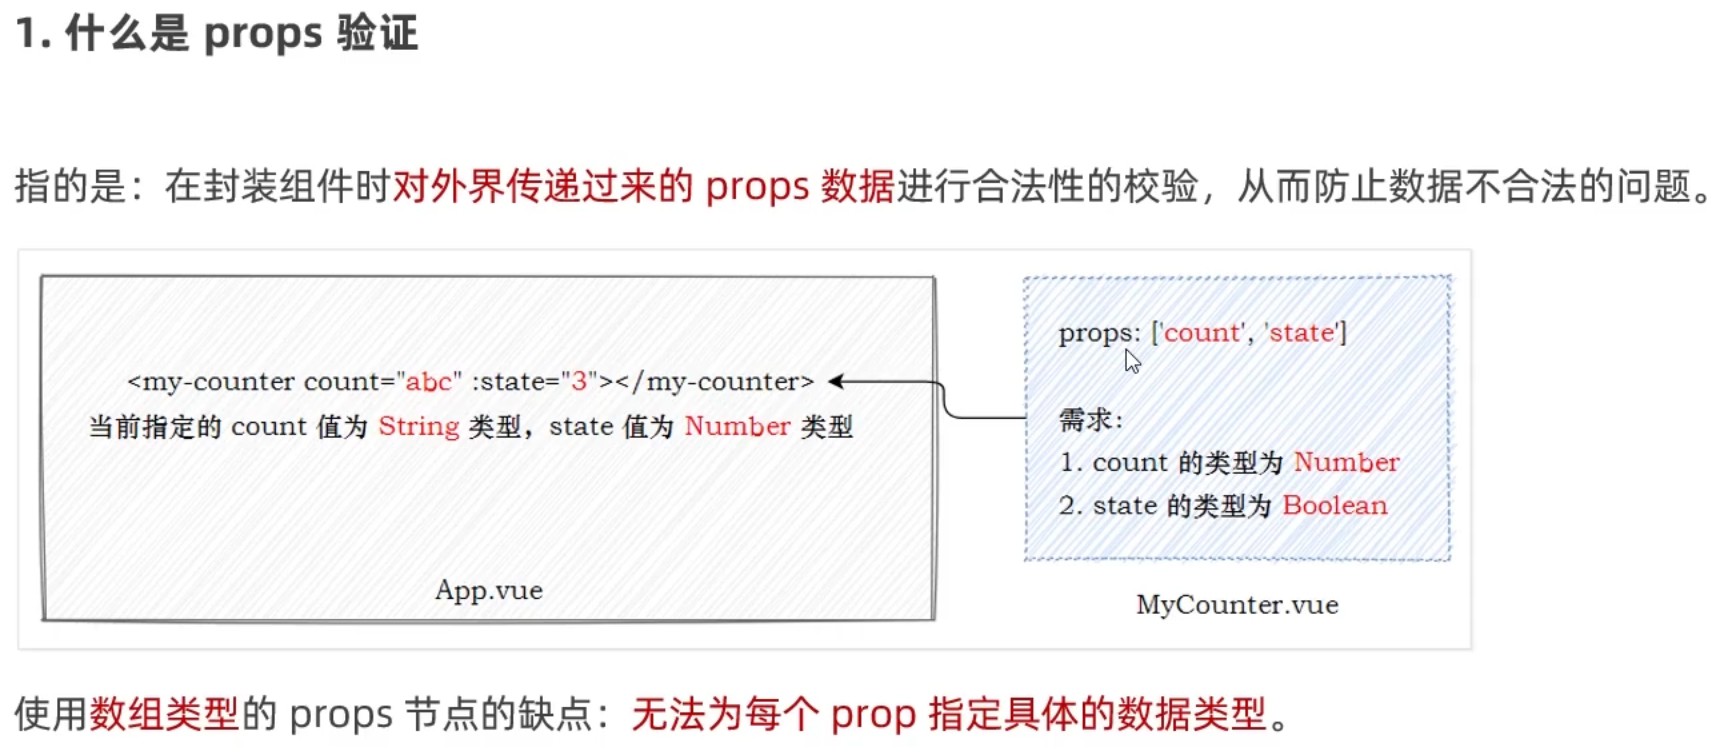 1. 什么是 props 验证
指的是：在封装组件时对外界传递过来的 props 数据进行合法性的校验，从而防止数据不合法的问题。
<my-counter count="abc" :state="3"></my-counter>
当前指定的 count 值为 String 类型，state 值为 Number 类型
App.vue
props: ['count', 'state']
需求：
1. count 的类型为 Number
2. state 的类型为 Boolean
MyCounter.vue
使用数组类型的 props 节点的缺点：无法为每个 prop 指定具体的数据类型。